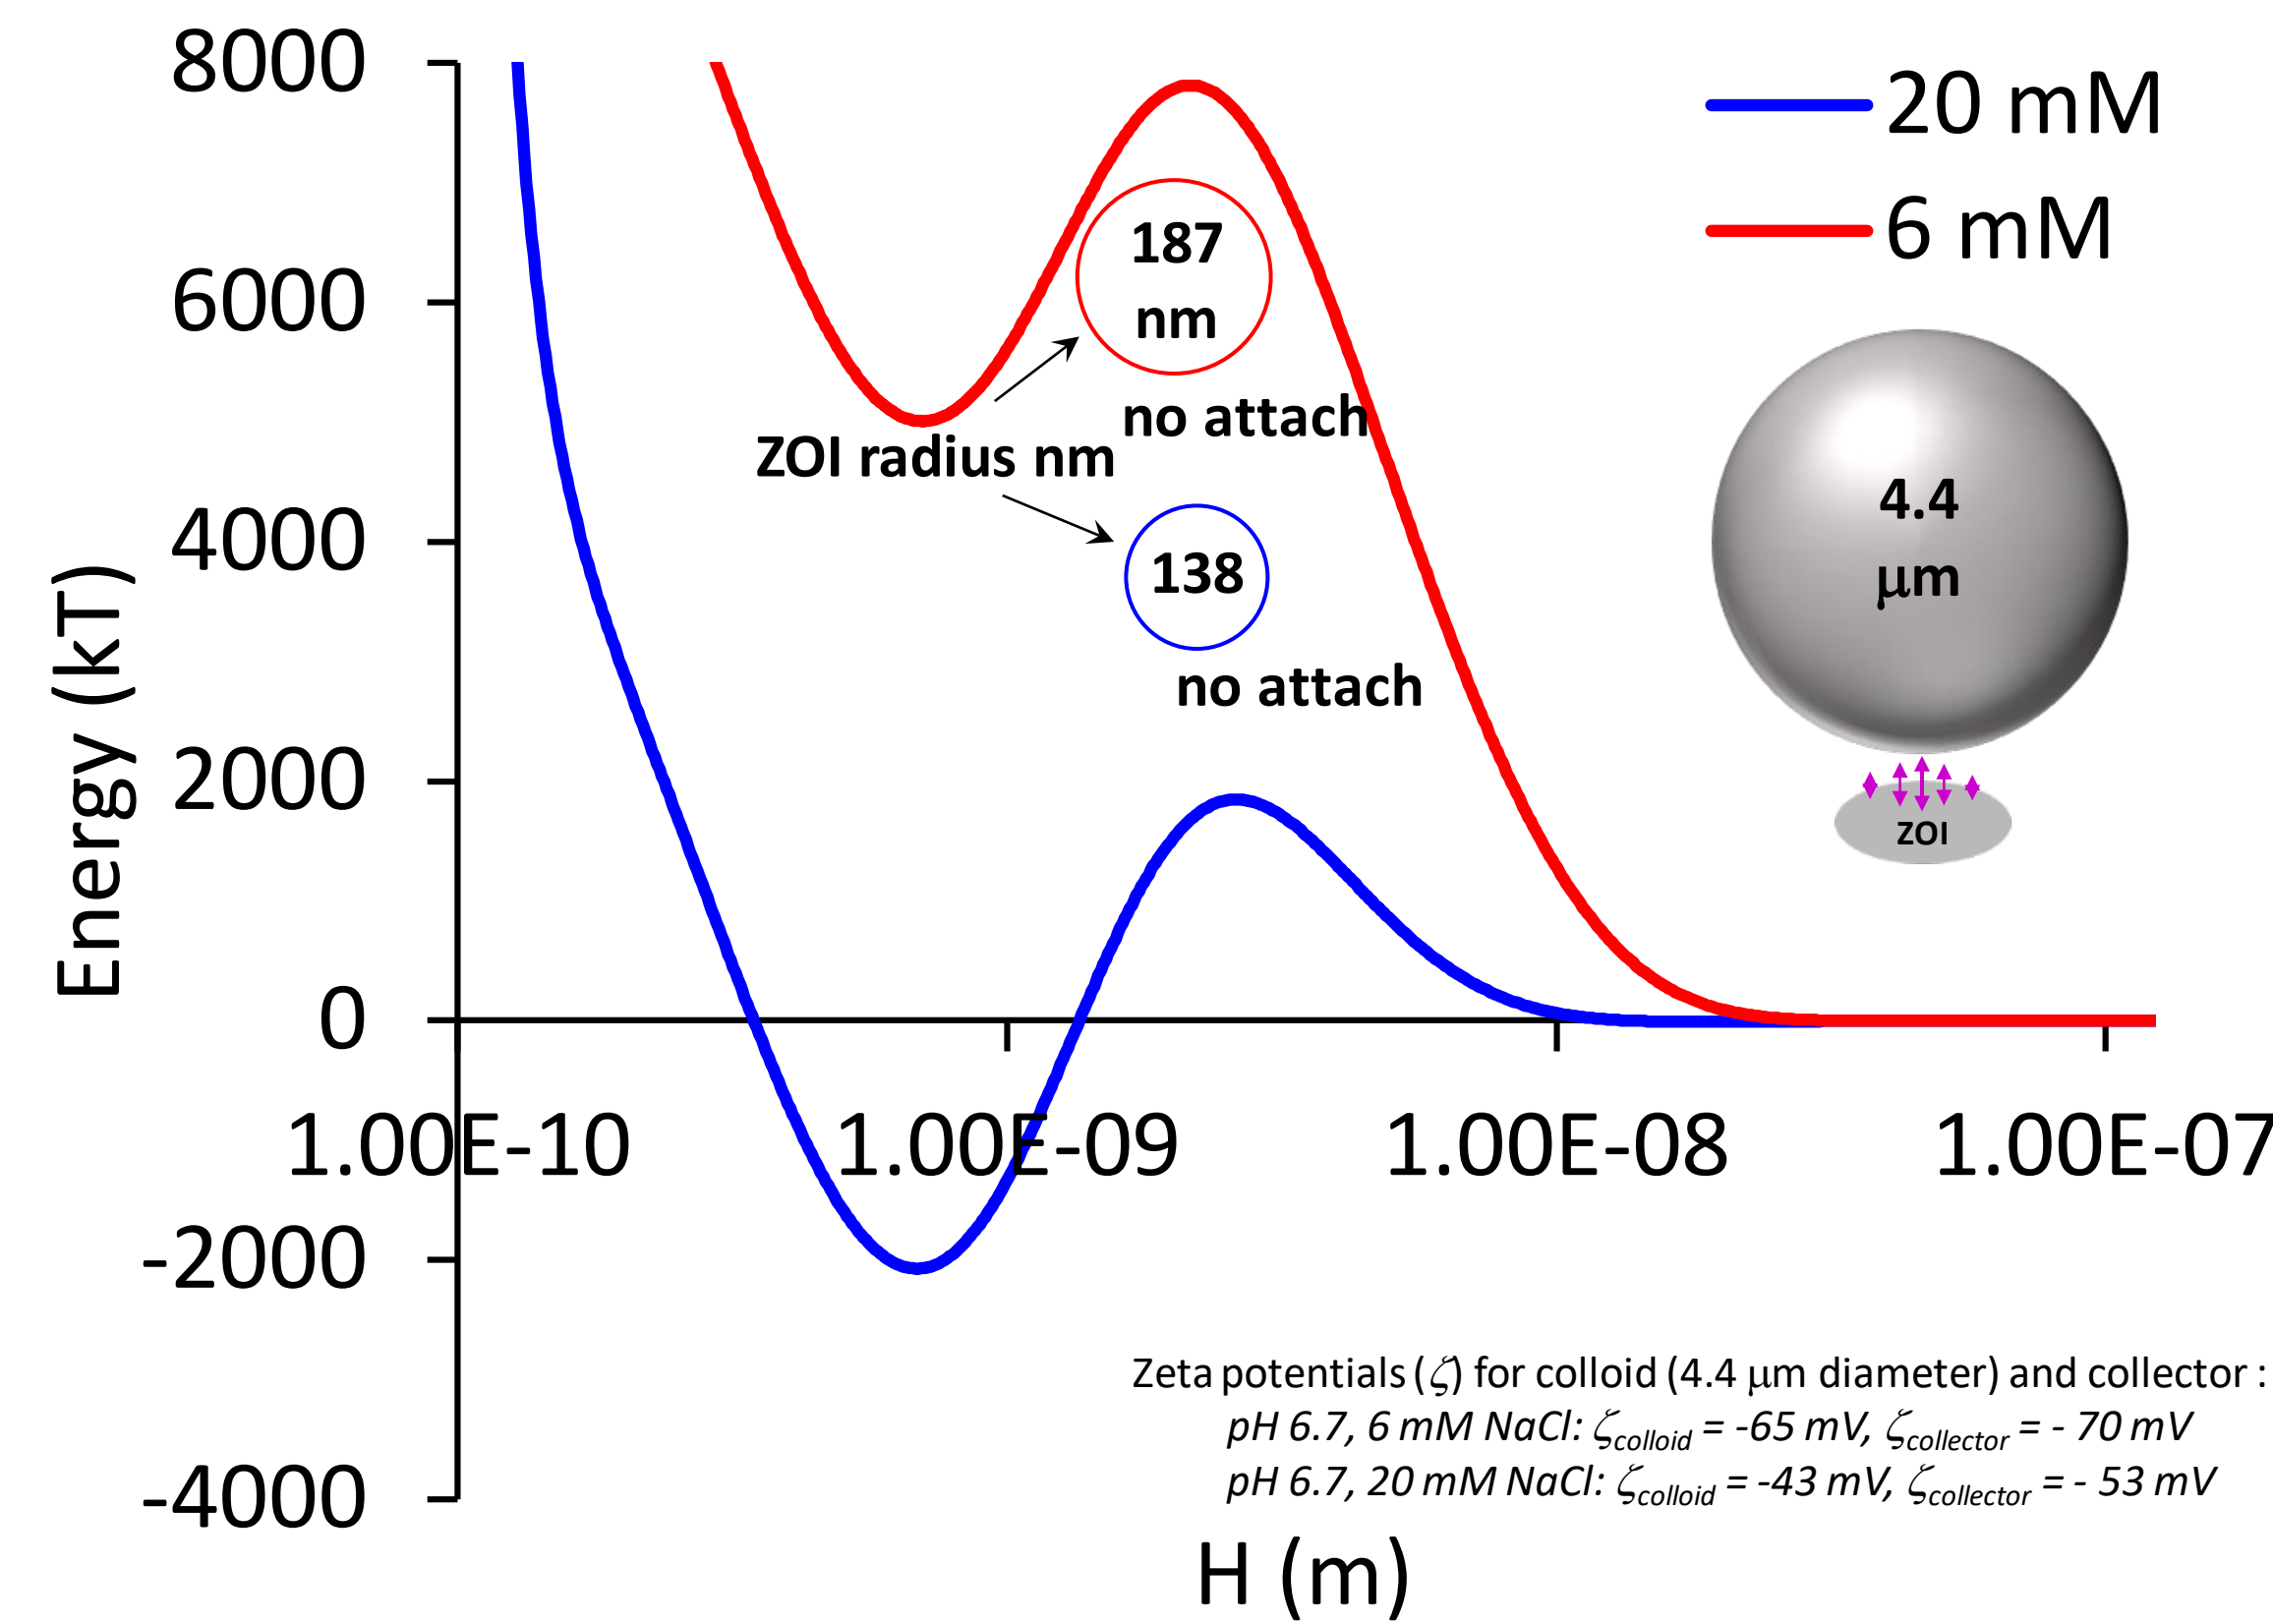 8000
6000
4000
2000
0
-2000
-4000
Energy (kT)
1.00E-10
1.00E-09
1.00E-08
1.00E-07
H (m)
20 mM
6 mM
187
nm
no attach
ZOI radius nm
138
no attach
4.4
μm
ZOI
Zeta potentials (ζ) for colloid (4.4 μm diameter) and collector :
pH 6.7, 6 mM NaCl: ζcolloid = -65 mV, ζcollector = - 70 mV
pH 6.7, 20 mM NaCl: ζcolloid = -43 mV, ζcollector = - 53 mV